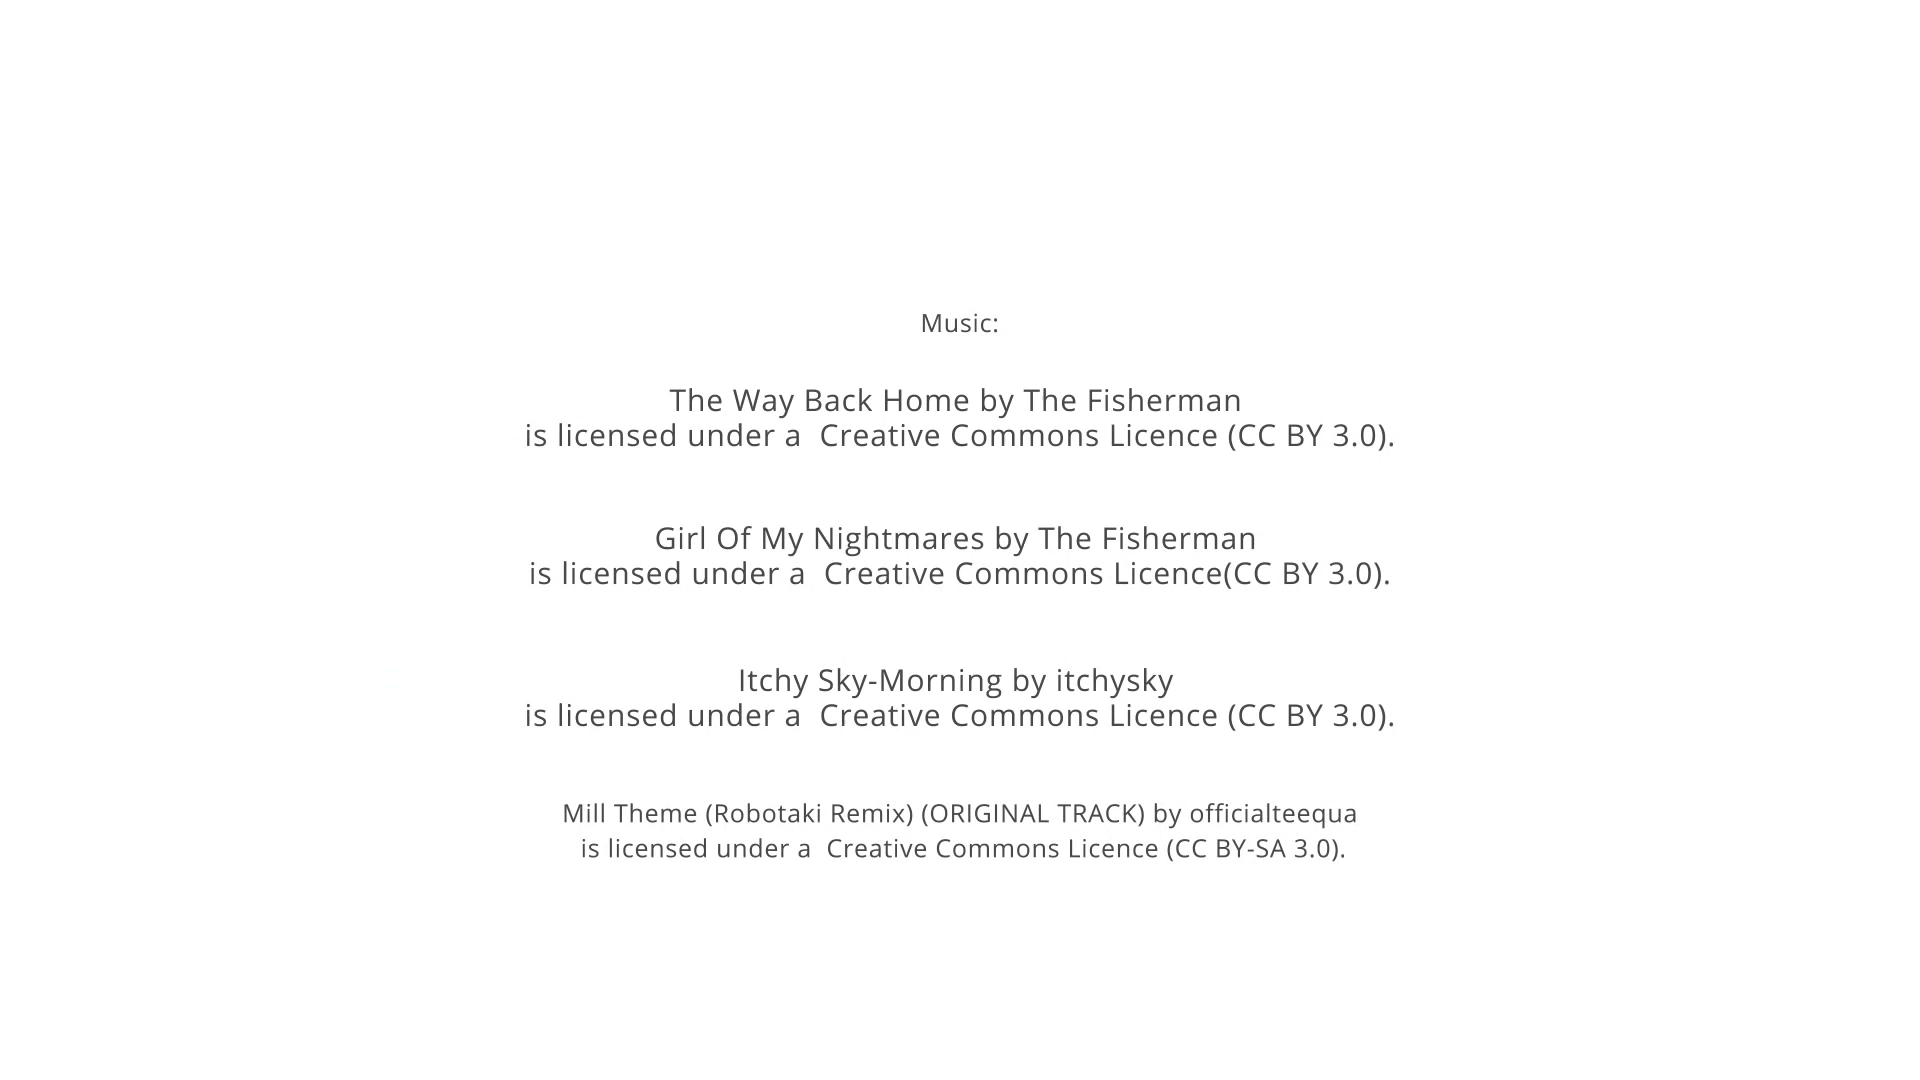 Music:
The Way Back Home by The Fisherman
is licensed under a  Creative Commons Licence (CC BY 3.0).
Girl Of My Nightmares by The Fisherman
is licensed under a  Creative Commons Licence(CC BY 3.0).
Itchy Sky-Morning by itchysky
is licensed under a  Creative Commons Licence (CC BY 3.0).
Mill Theme (Robotaki Remix) (ORIGINAL TRACK) by officialteequa
is licensed under a  Creative Commons Licence (CC BY-SA 3.0).